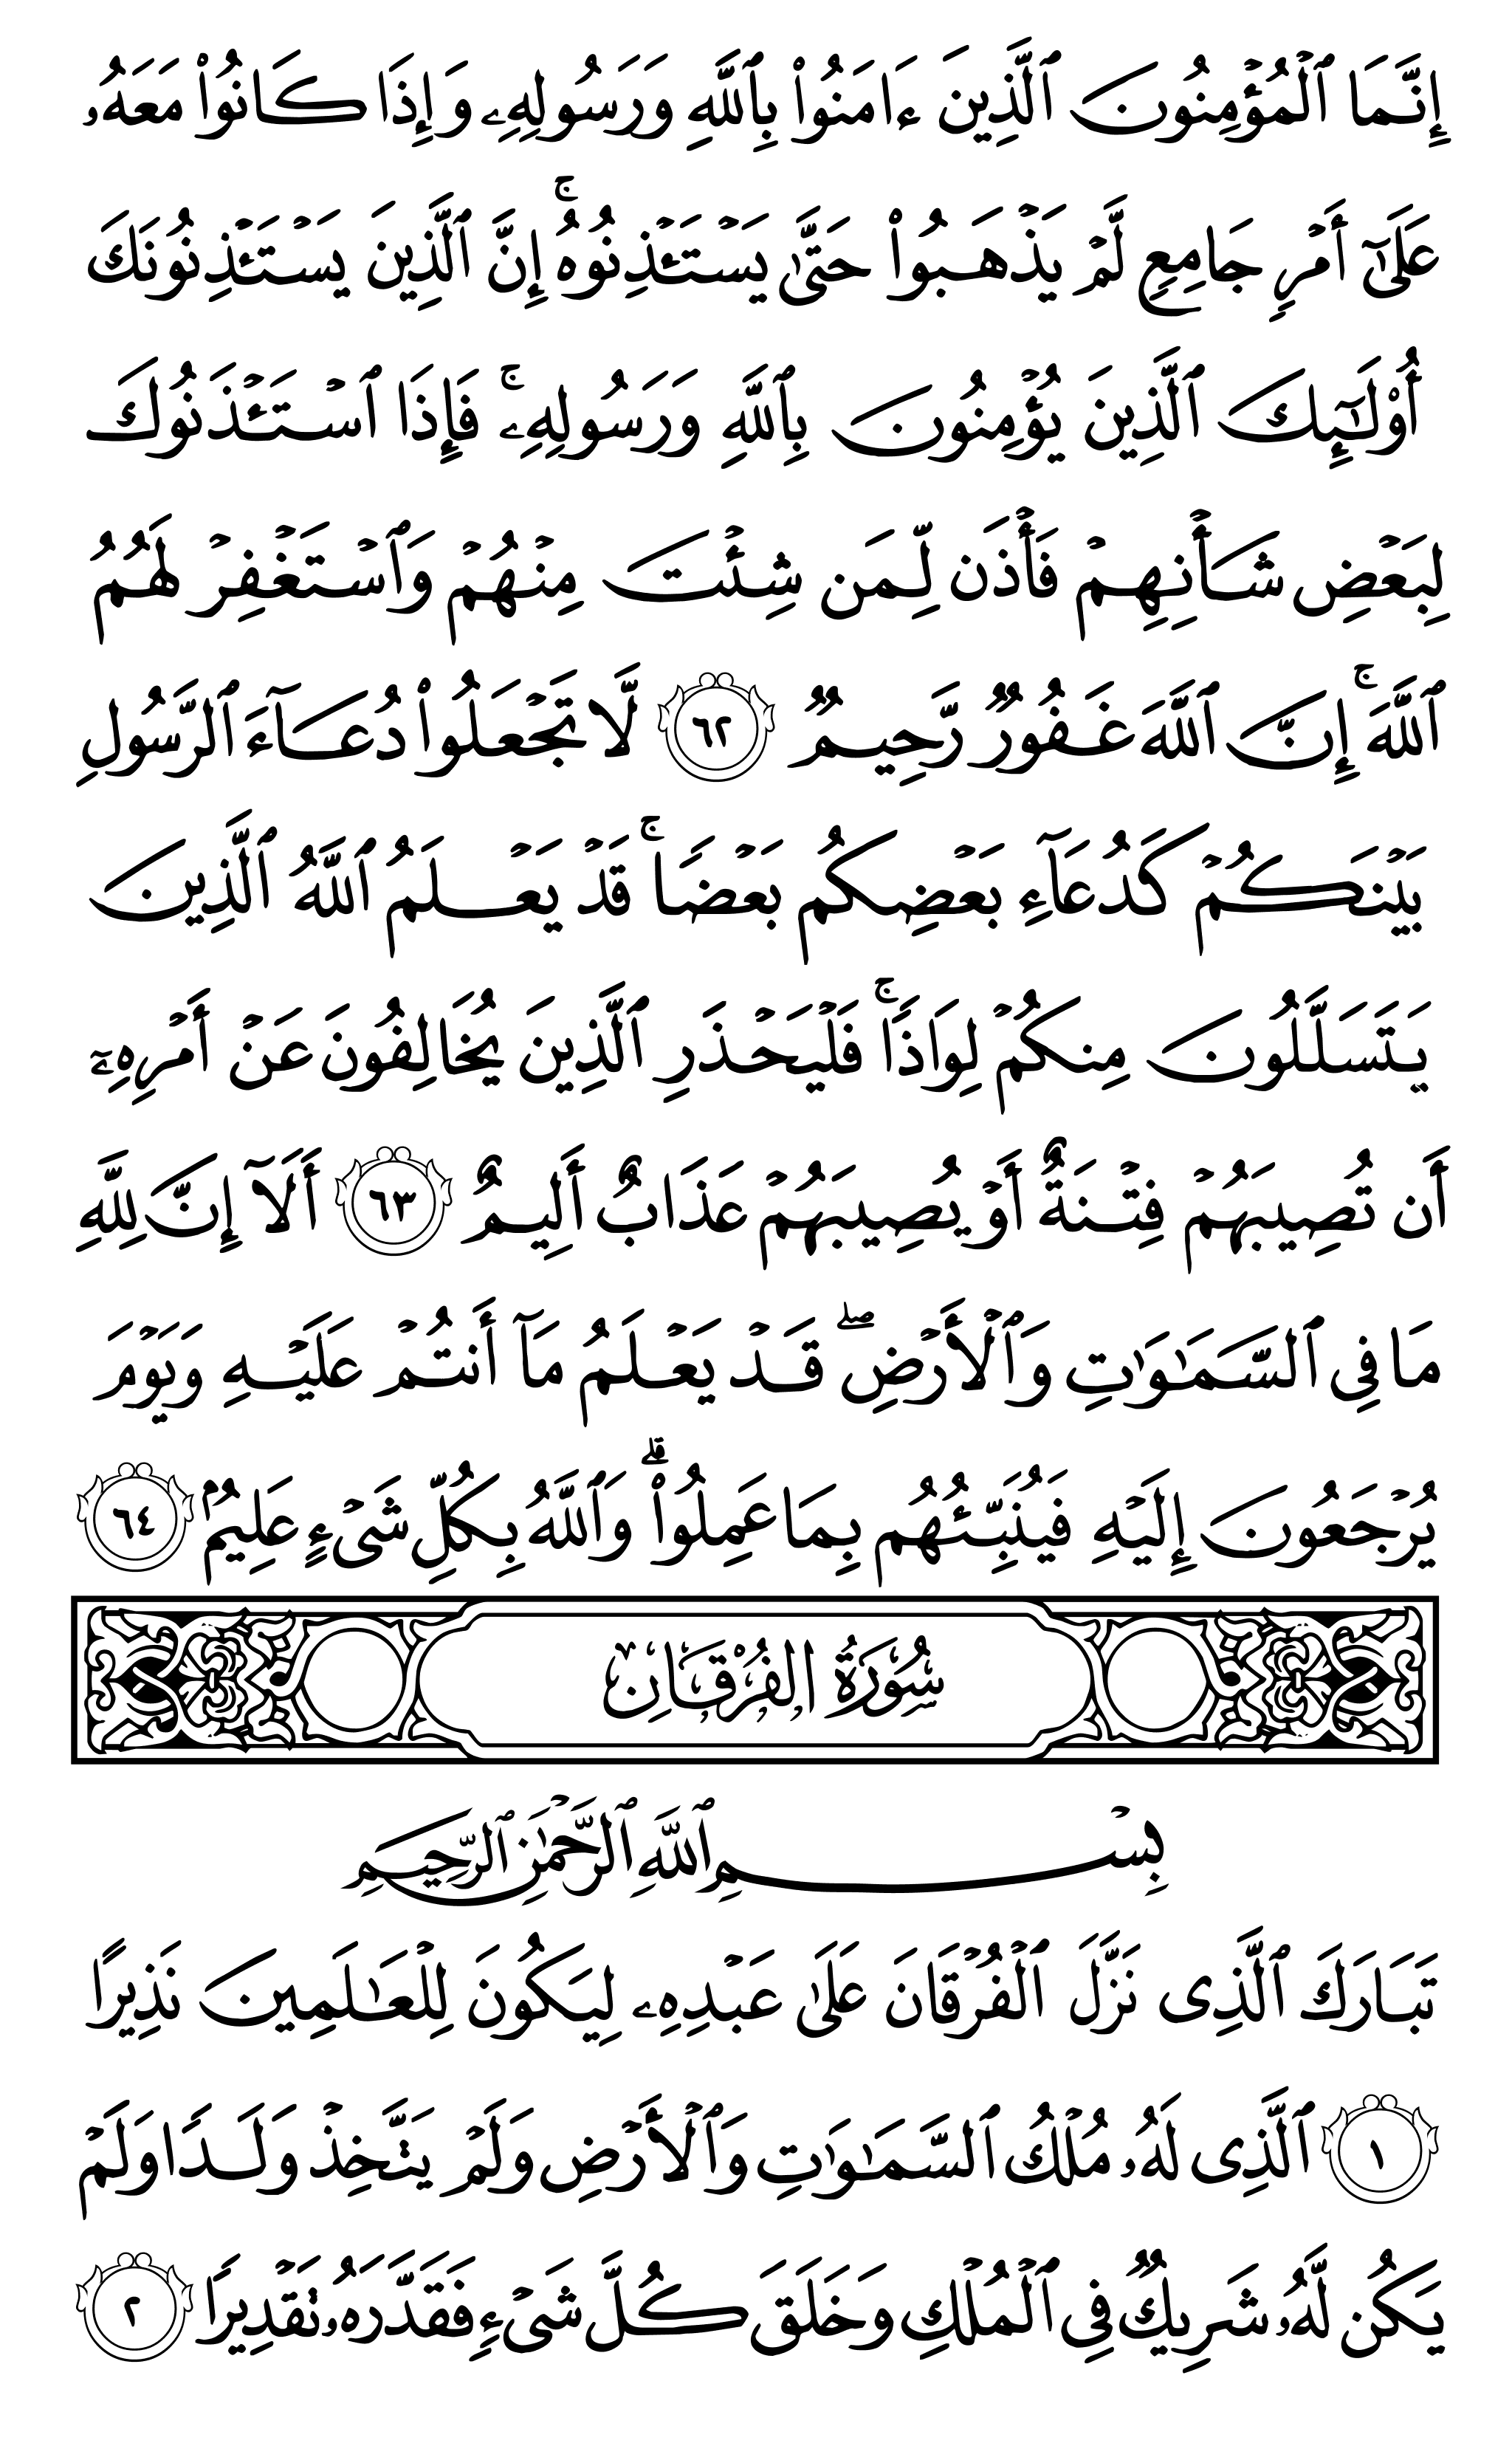 إِنَّمَا ٱلْمُؤْمِنُونَ ٱلَّذِينَ ءَامَنُوا۟ بِٱللَّهِ وَرَسُولِهِۦ وَإِذَا كَانُوا۟ مَعَهُۥ
عَلَىٰٓ أَمْرٍ جَامِعٍ لَّمْ يَذْهَبُوا۟ حَتَّىٰ يَسْتَـْٔذِنُوهُ ۚ إِنَّ ٱلَّذِينَ يَسْتَـْٔذِنُونَكَ
أُو۟لَـٰٓئِكَ ٱلَّذِينَ يُؤْمِنُونَ بِٱللَّهِ وَرَسُولِهِۦ ۚ فَإِذَا ٱسْتَـْٔذَنُوكَ
لِبَعْضِ شَأْنِهِمْ فَأْذَن لِّمَن شِئْتَ مِنْهُمْ وَٱسْتَغْفِرْ لَهُمُ
ٱللَّهَ ۚ إِنَّ ٱللَّهَ غَفُورٌ رَّحِيمٌ ٦٢ لَّا تَجْعَلُوا۟ دُعَآءَ ٱلرَّسُولِ
بَيْنَكُمْ كَدُعَآءِ بَعْضِكُم بَعْضًا ۚ قَدْ يَعْلَمُ ٱللَّهُ ٱلَّذِينَ
يَتَسَلَّلُونَ مِنكُمْ لِوَاذًا ۚ فَلْيَحْذَرِ ٱلَّذِينَ يُخَالِفُونَ عَنْ أَمْرِهِۦٓ
أَن تُصِيبَهُمْ فِتْنَةٌ أَوْ يُصِيبَهُمْ عَذَابٌ أَلِيمٌ ٦٣ أَلَآ إِنَّ لِلَّهِ
مَا فِى ٱلسَّمَـٰوَٰتِ وَٱلْأَرْضِ ۖ قَدْ يَعْلَمُ مَآ أَنتُمْ عَلَيْهِ وَيَوْمَ
يُرْجَعُونَ إِلَيْهِ فَيُنَبِّئُهُم بِمَا عَمِلُوا۟ ۗ وَٱللَّهُ بِكُلِّ شَىْءٍ عَلِيمٌۢ ٦٤
سُورَةُ الفُرْقَانِ
بِسْمِ ٱللَّهِ ٱلرَّحْمَـٰنِ ٱلرَّحِيمِ
تَبَارَكَ ٱلَّذِى نَزَّلَ ٱلْفُرْقَانَ عَلَىٰ عَبْدِهِۦ لِيَكُونَ لِلْعَـٰلَمِينَ نَذِيرًا
١ ٱلَّذِى لَهُۥ مُلْكُ ٱلسَّمَـٰوَٰتِ وَٱلْأَرْضِ وَلَمْ يَتَّخِذْ وَلَدًا وَلَمْ
يَكُن لَّهُۥ شَرِيكٌ فِى ٱلْمُلْكِ وَخَلَقَ كُلَّ شَىْءٍ فَقَدَّرَهُۥ تَقْدِيرًا ٢